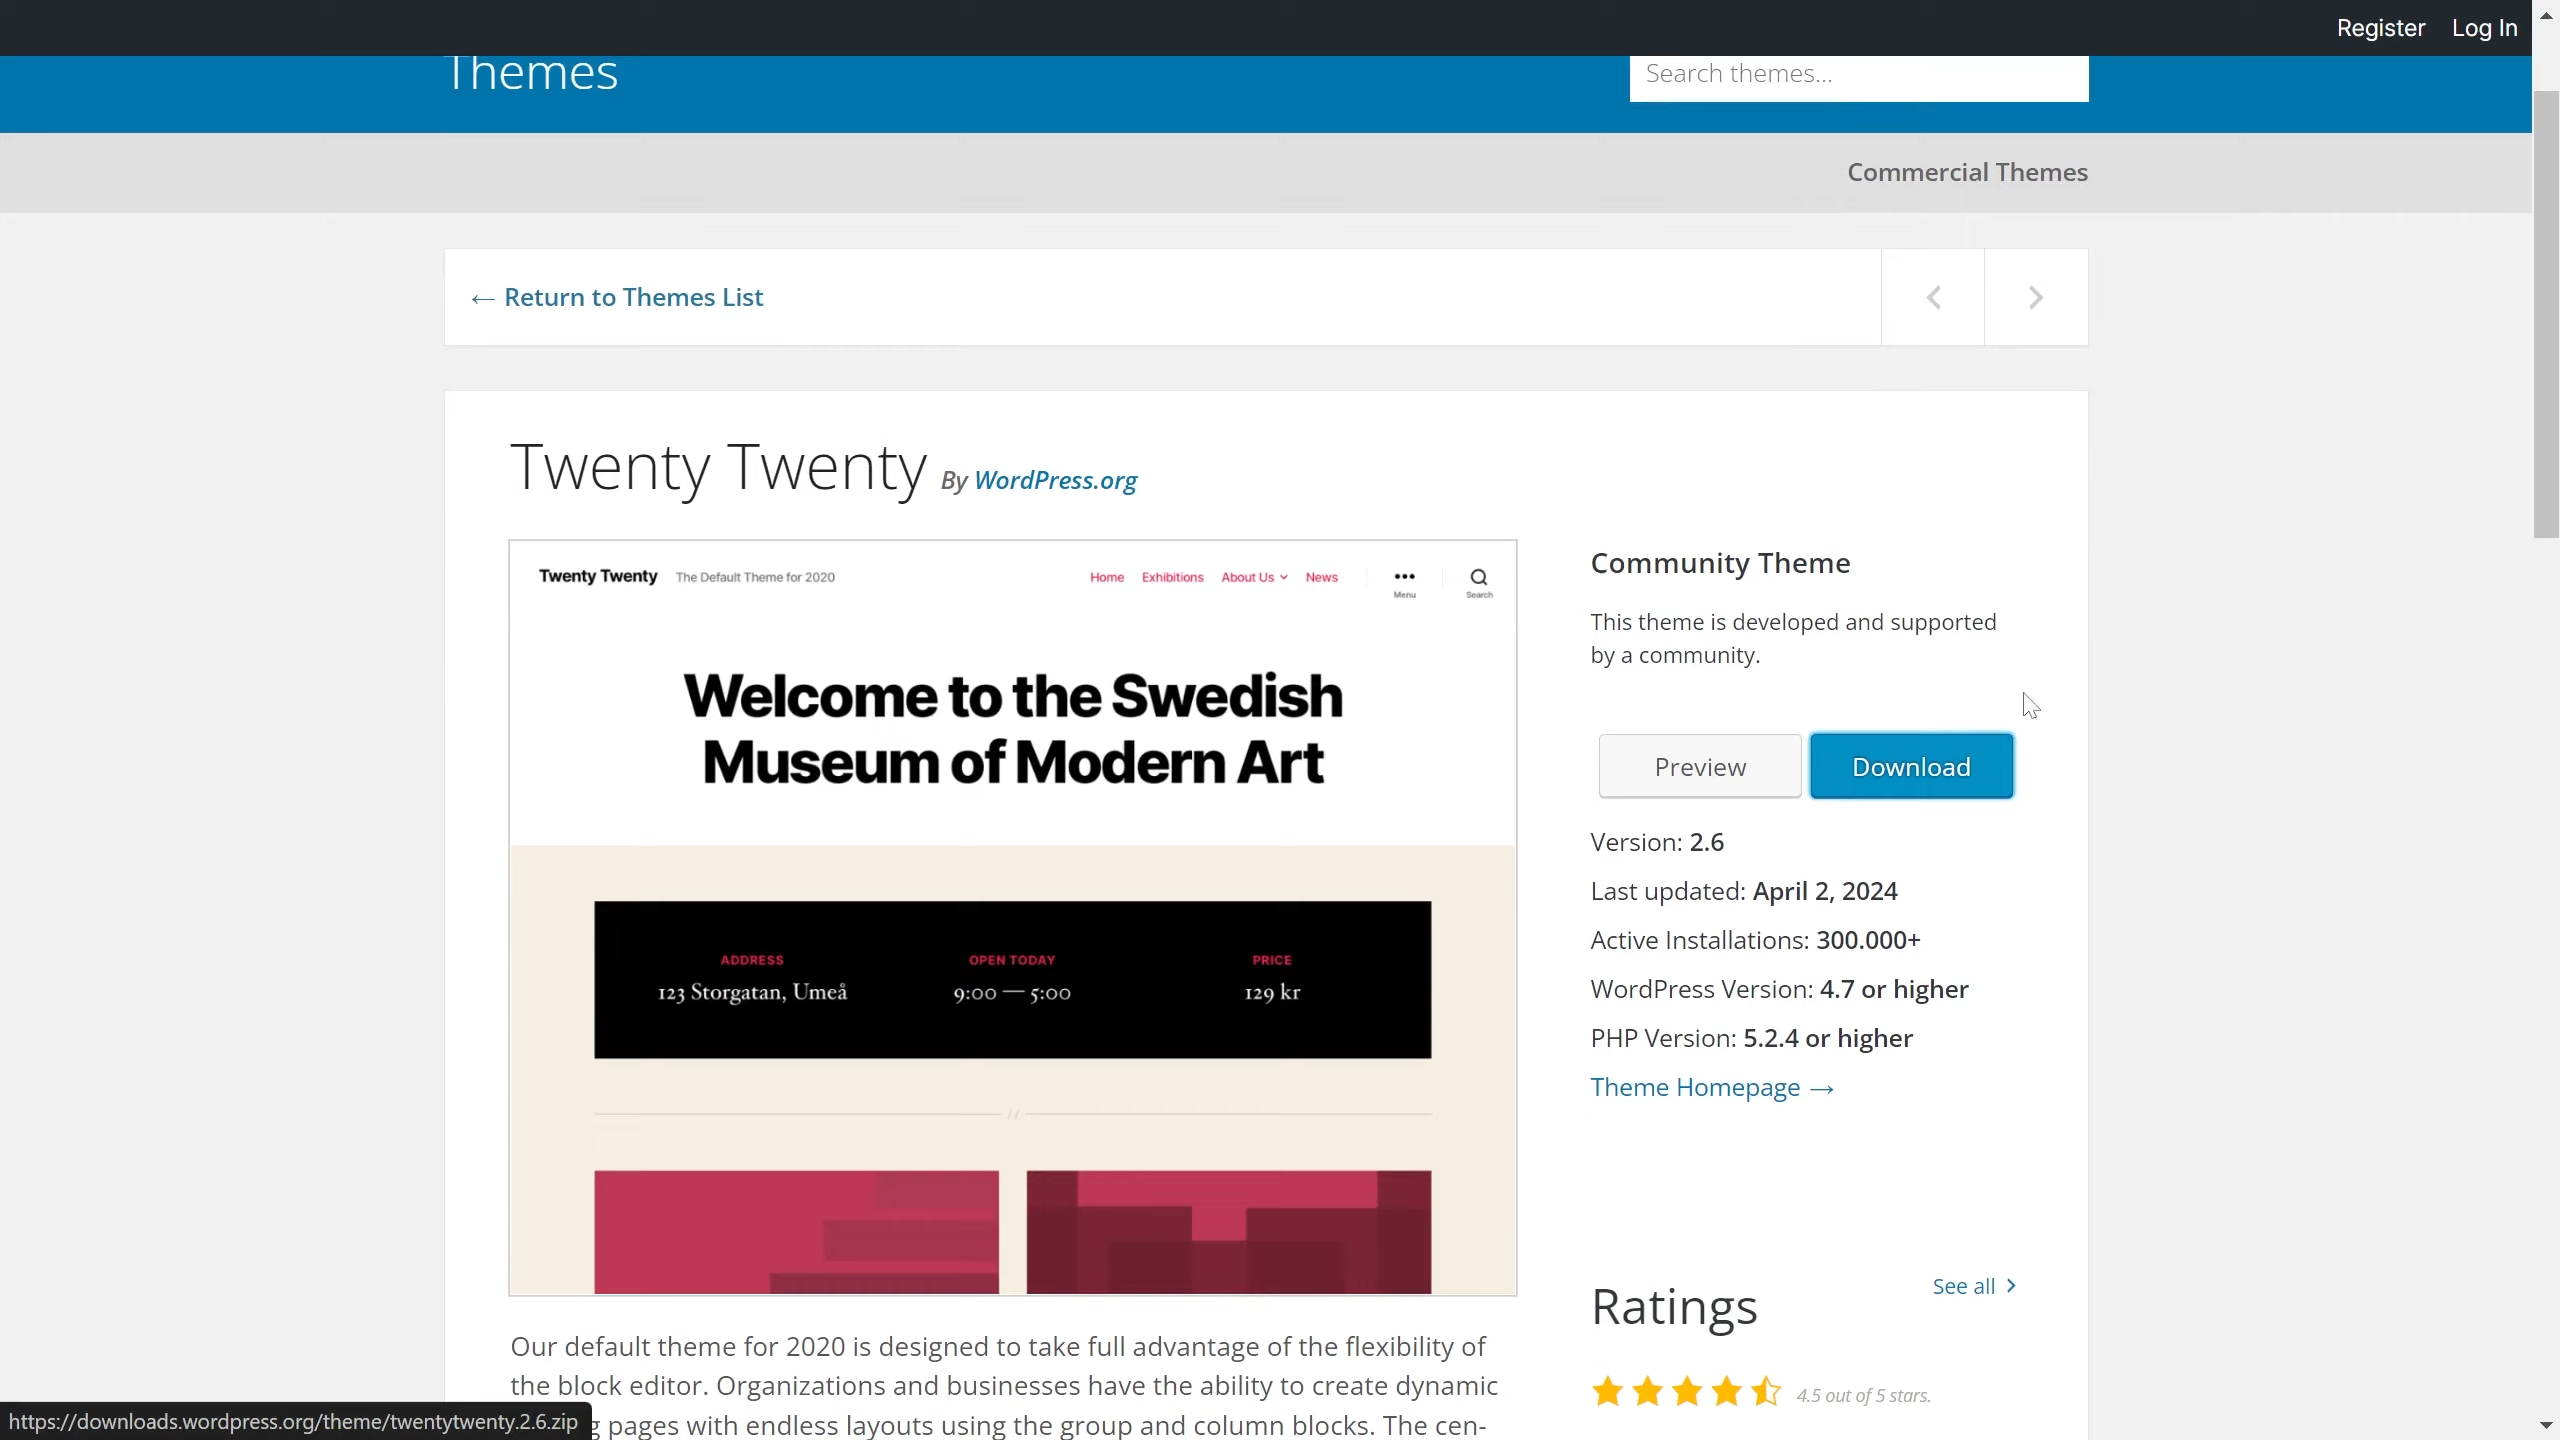 Register Log In
Themes
Search themes...
Commercial Themes
← Return to Themes List
Twenty Twenty By WordPress.org
Twenty Twenty The Default Theme for 2020
Home Exhibitions About Us News
Menu
Search
Welcome to the Swedish
Museum of Modern Art
ADDRESS
123 Storgatan, Umeå
OPEN TODAY
9:00 — 5:00
PRICE
129 kr
Community Theme
This theme is developed and supported
by a community.
Preview Download
Version: 2.6
Last updated: April 2, 2024
Active Installations: 300.000+
WordPress Version: 4.7 or higher
PHP Version: 5.2.4 or higher
Theme Homepage →
Ratings
See all
4.5 out of 5 stars.
Our default theme for 2020 is designed to take full advantage of the flexibility of
the block editor. Organizations and businesses have the ability to create dynamic
pages with endless layouts using the group and column blocks. The cen-
https://downloads.wordpress.org/theme/twentytwenty.2.6.zip